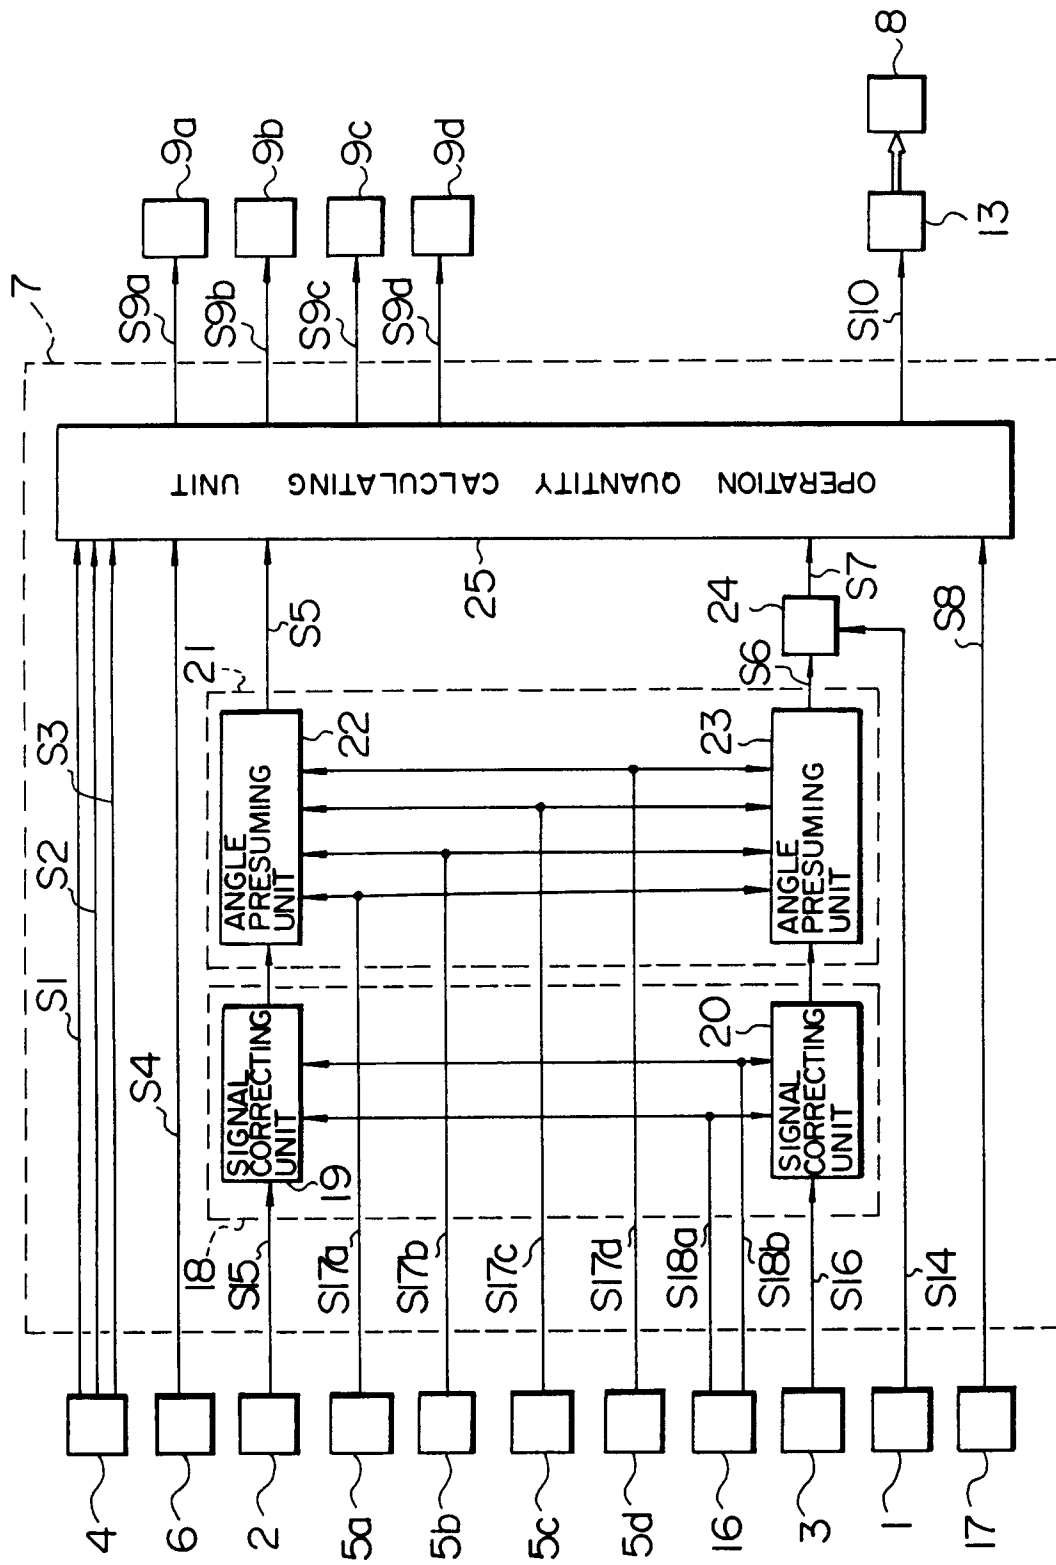 7
S1
S2
S3
S4
4
6
2
5a
5b
5c
5d
16
3
1
17
18
S15
S17a
S17b
S17c
S17d
S18a
S18b
S16
S14
S8
SIGNAL
CORRECTING
UNIT
19
SIGNAL
CORRECTING
UNIT
20
21
ANGLE
PRESUMING
UNIT
22
ANGLE
PRESUMING
UNIT
23
S5
S6
24
S7
25
OPERATION QUANTITY CALCULATING UNIT
S9a
S9b
S9c
S9d
9a
9b
9c
9d
S10
13
8